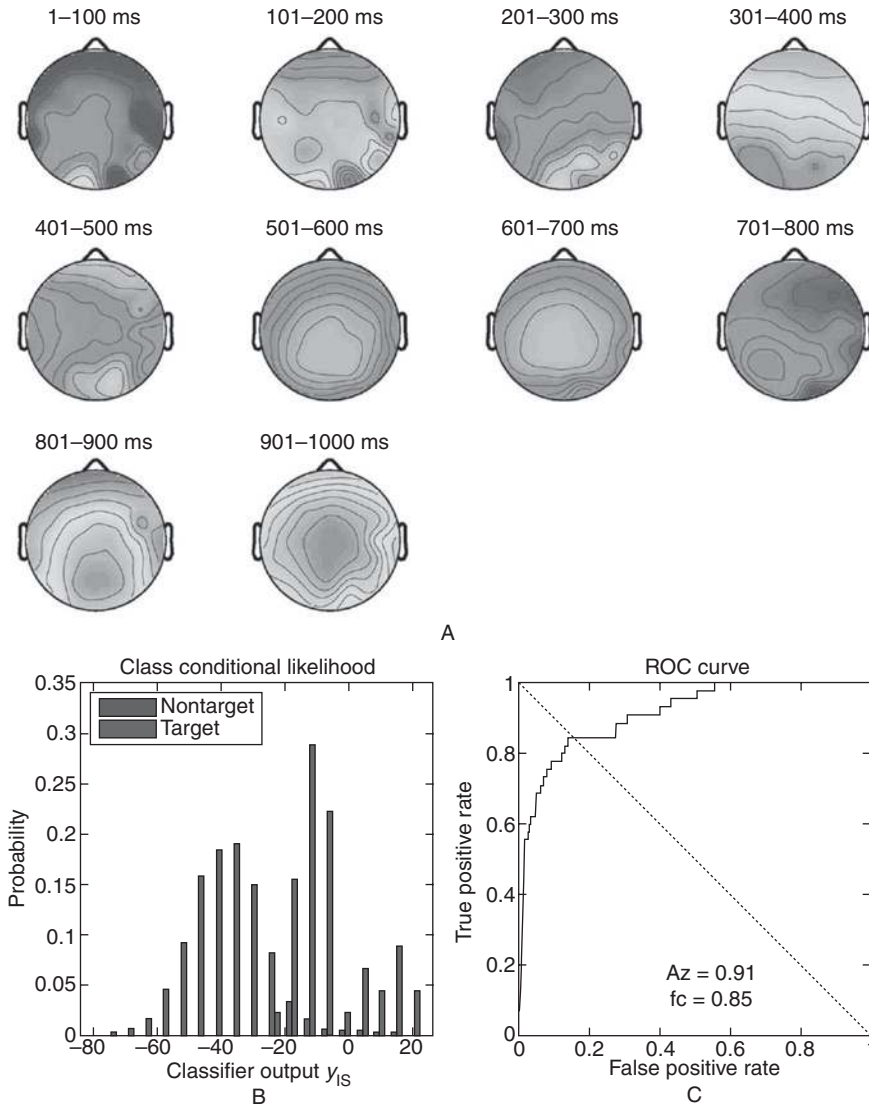 1–100 ms 101–200 ms 201–300 ms 301–400 ms
401–500 ms 501–600 ms 601–700 ms 701–800 ms
801–900 ms 901–1000 ms
A
Class conditional likelihood
0.35
0.3
0.25
0.2
0.15
0.1
0.05
0
Probability
Nontarget
Target
−80 −60 −40 −20 0 20
Classifier output yIS
B
ROC curve
1
0.8
0.6
0.4
0.2
0
True positive rate
Az = 0.91
fc = 0.85
0 0.2 0.4 0.6 0.8 1
False positive rate
C